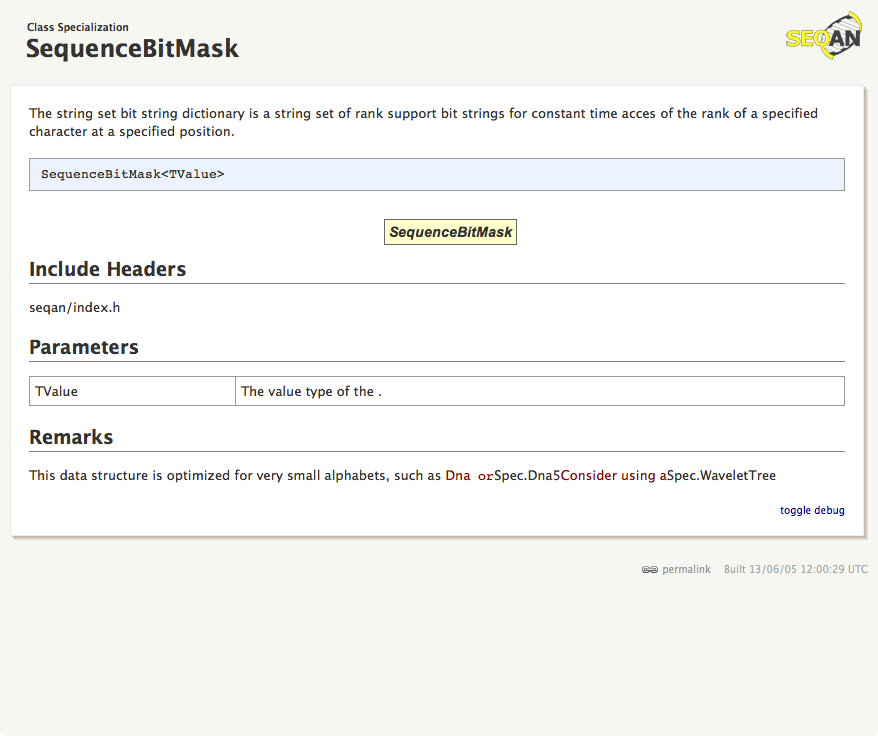 Class Specialization
SequenceBitMask
SEQAN
The string set bit string dictionary is a string set of rank support bit strings for constant time acces of the rank of a specified
character at a specified position.
SequenceBitMask<TValue>
SequenceBitMask
Include Headers
seqan/index.h
Parameters
TValue The value type of the .
Remarks
This data structure is optimized for very small alphabets, such as Dna orSpec.Dna5Consider using aSpec.WaveletTree
toggle debug
permalink Built 13/06/05 12:00:29 UTC